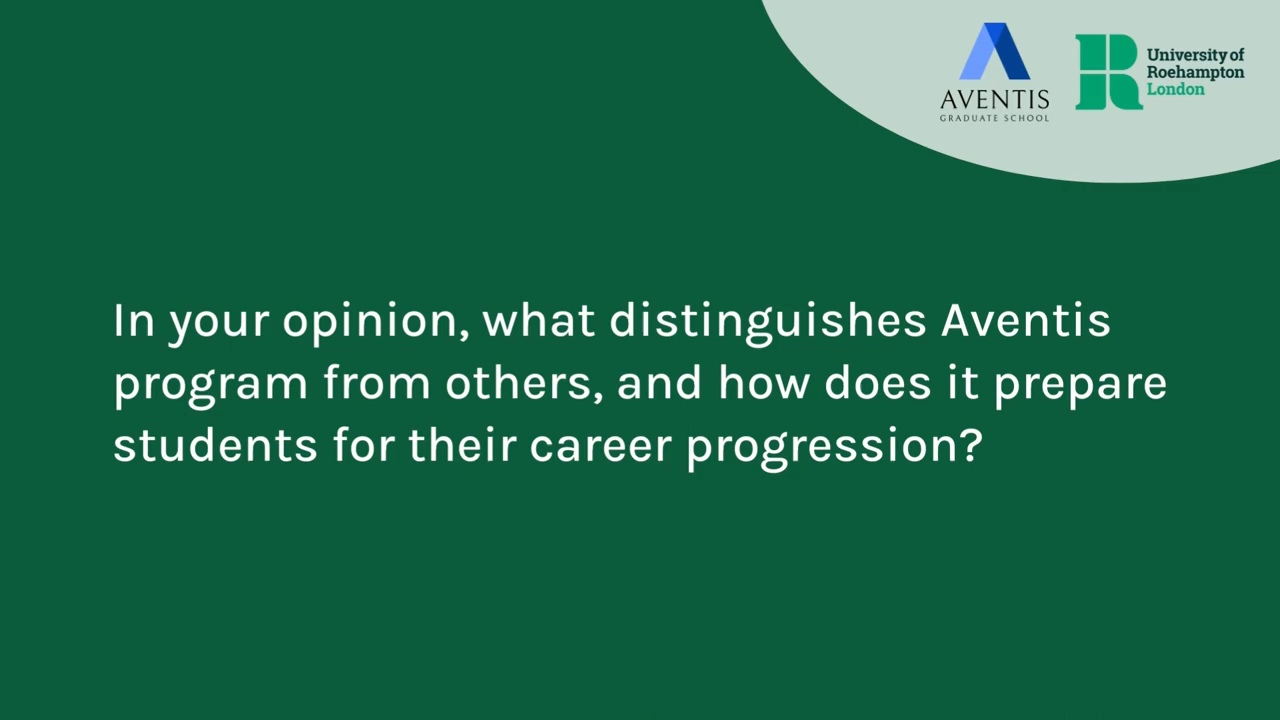 AVENTIS
GRADUATE SCHOOL
University of
Roehampton
London
In your opinion, what distinguishes Aventis
program from others, and how does it prepare
students for their career progression?